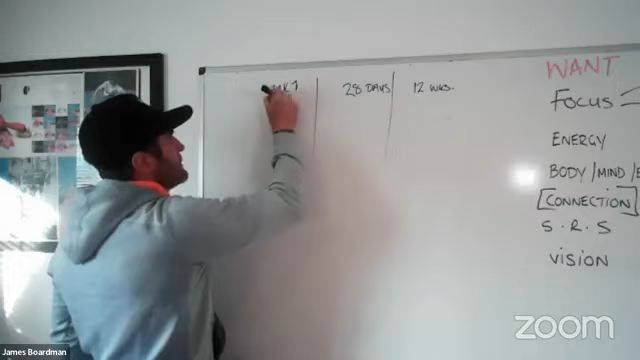 28 DAYS 12 WKS.
WANT
FOCUS
ENERGY
BODY/MIND/
[CONNECTION]
S.R.S
VISION
zoom
James Boardman